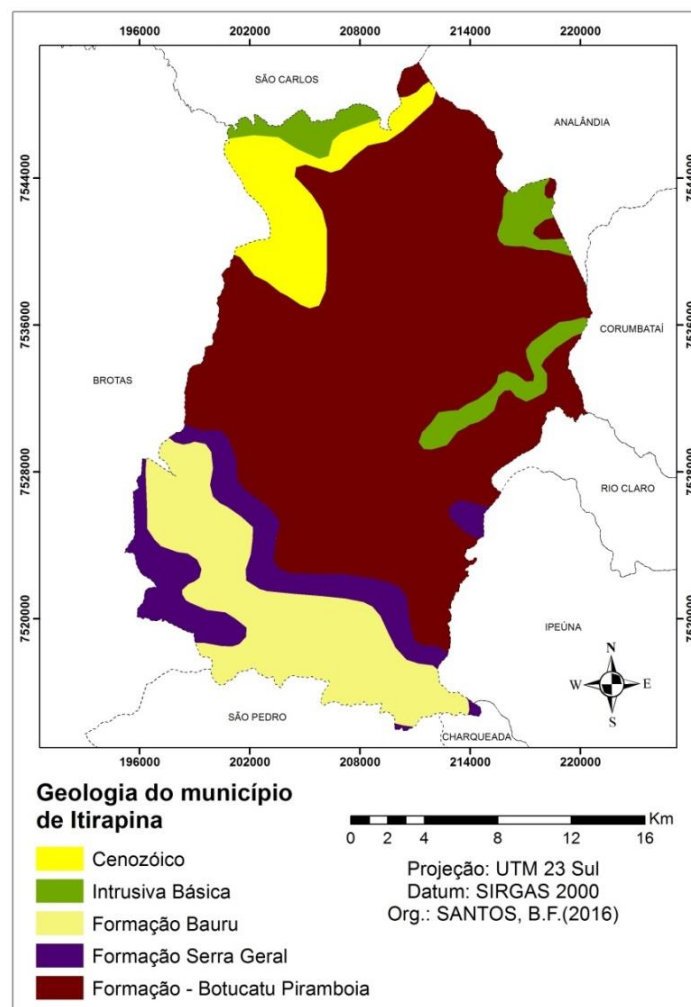 196000 202000 208000 214000 220000
SÃO CARLOS
ANALÂNDIA
7544000 7544000
7536000 7536000
CORUMBATAÍ
BROTAS
7528000 7528000
RIO CLARO
7520000 7520000
IPEÚNA
N
W E
S
SÃO PEDRO
CHARQUEADA
196000 202000 208000 214000 220000
Geologia do município
de Itirapina
Cenozóico
Intrusiva Básica
Formação Bauru
Formação Serra Geral
Formação - Botucatu Piramboia
Km
0 2 4 8 12 16
Projeção: UTM 23 Sul
Datum: SIRGAS 2000
Org.: SANTOS, B.F.(2016)